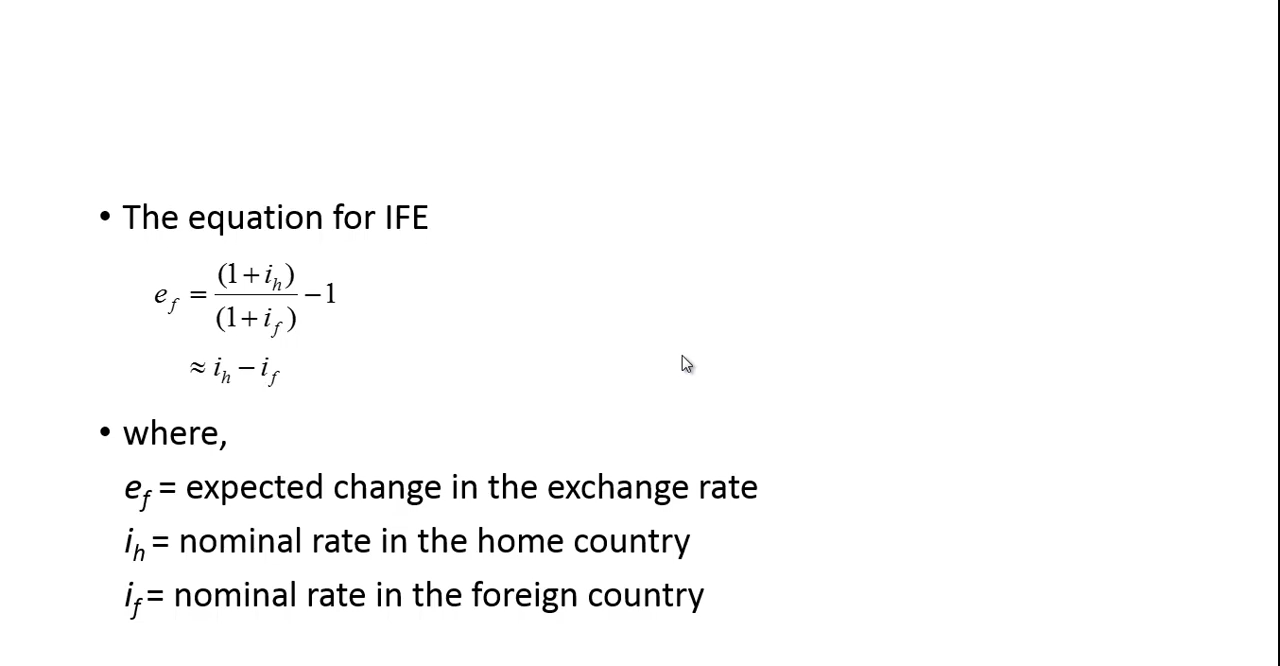 • The equation for IFE
e_f = (1+i_h)/(1+i_f) −1
≈ i_h − i_f
• where,
e_f = expected change in the exchange rate
i_h = nominal rate in the home country
i_f = nominal rate in the foreign country